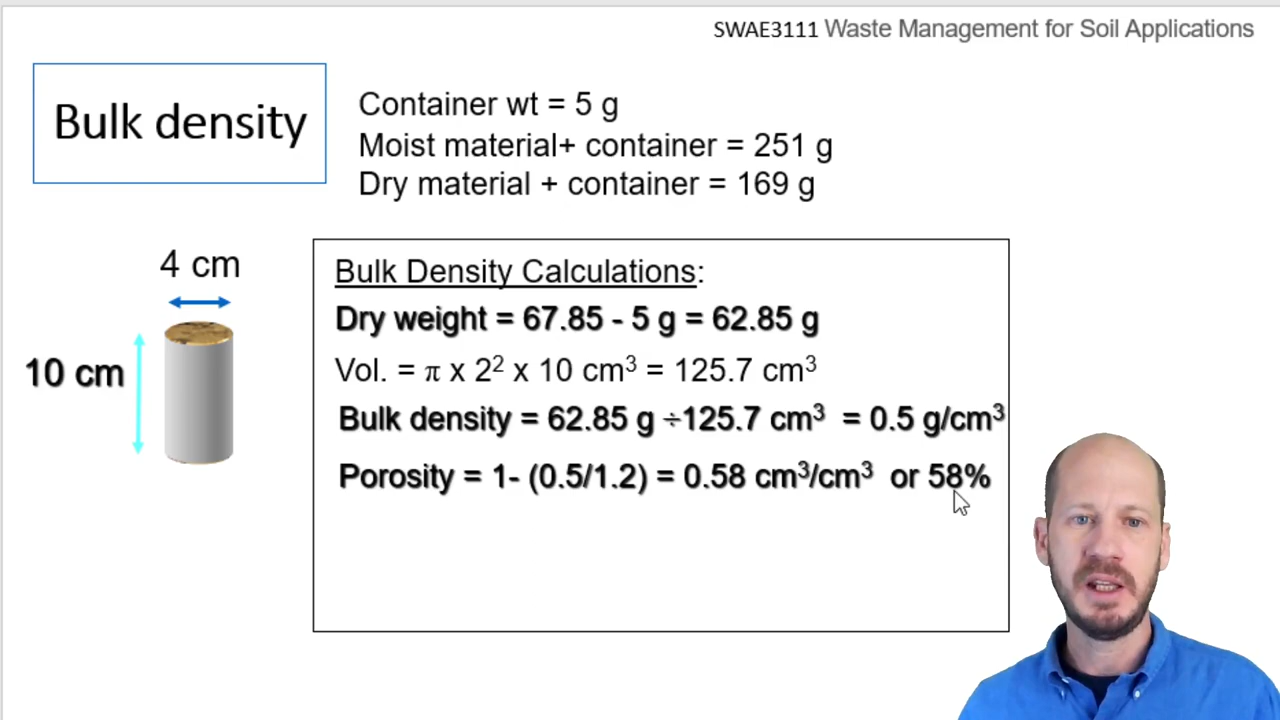 SWAE3111 Waste Management for Soil Applications
Bulk density
Container wt = 5 g
Moist material+ container = 251 g
Dry material + container = 169 g
4 cm
10 cm
Bulk Density Calculations:
Dry weight = 67.85 - 5 g = 62.85 g
Vol. = π x 2² x 10 cm³ = 125.7 cm³
Bulk density = 62.85 g ÷125.7 cm³ = 0.5 g/cm³
Porosity = 1- (0.5/1.2) = 0.58 cm³/cm³ or 58%